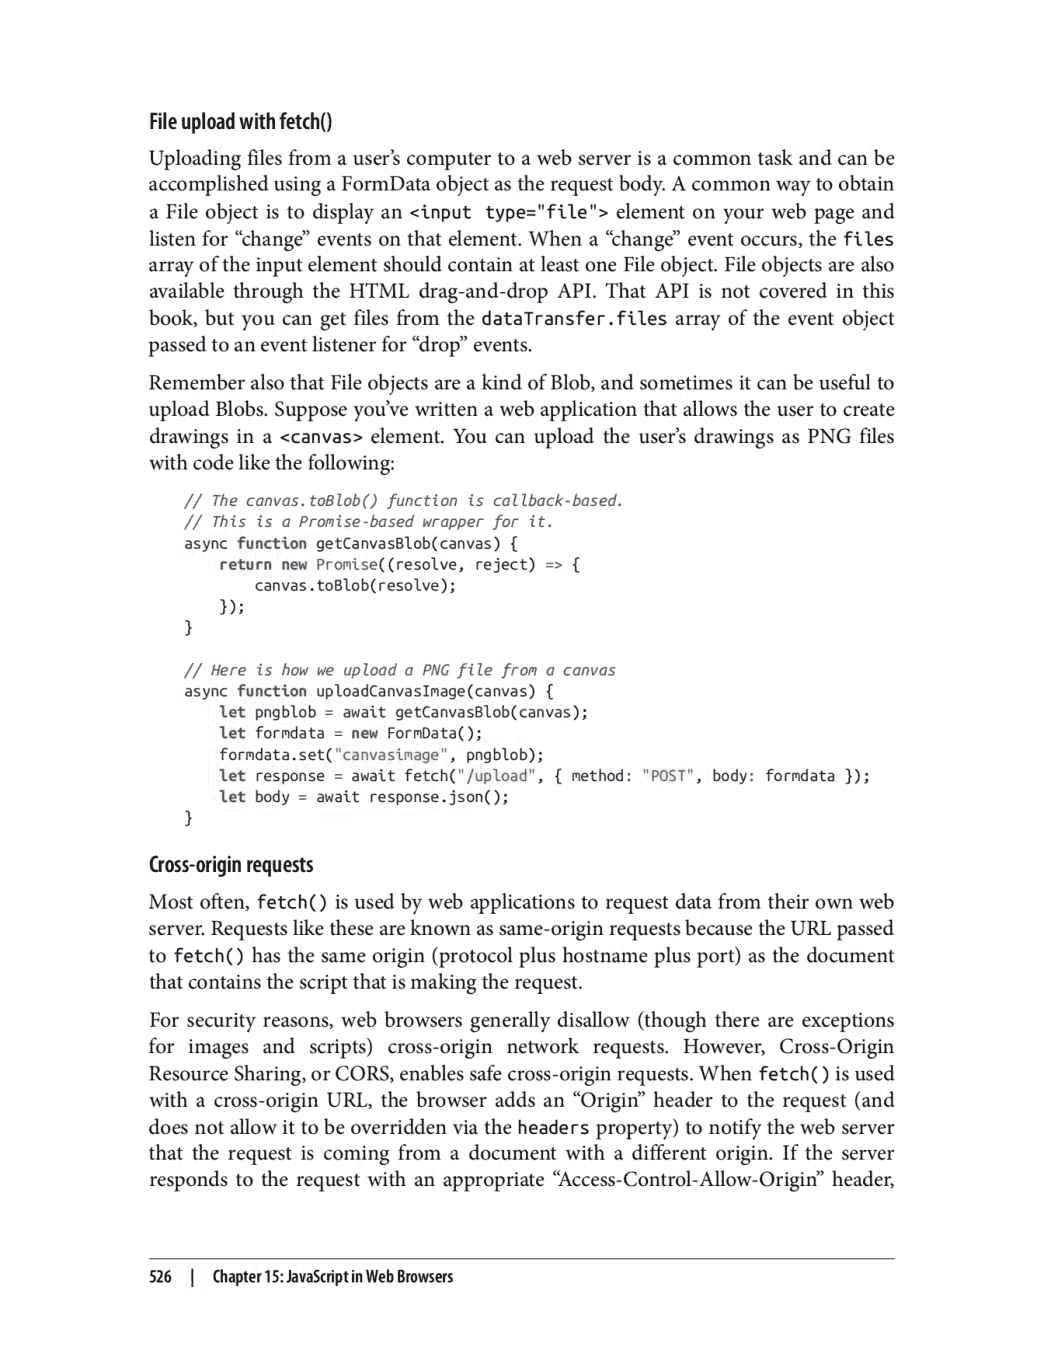 File upload with fetch()
Uploading files from a user’s computer to a web server is a common task and can be
accomplished using a FormData object as the request body. A common way to obtain
a File object is to display an <input type="file"> element on your web page and
listen for “change” events on that element. When a “change” event occurs, the files
array of the input element should contain at least one File object. File objects are also
available through the HTML drag-and-drop API. That API is not covered in this
book, but you can get files from the dataTransfer.files array of the event object
passed to an event listener for “drop” events.
Remember also that File objects are a kind of Blob, and sometimes it can be useful to
upload Blobs. Suppose you’ve written a web application that allows the user to create
drawings in a <canvas> element. You can upload the user’s drawings as PNG files
with code like the following:
// The canvas.toBlob() function is callback-based.
// This is a Promise-based wrapper for it.
async function getCanvasBlob(canvas) {
    return new Promise((resolve, reject) => {
        canvas.toBlob(resolve);
    });
}
// Here is how we upload a PNG file from a canvas
async function uploadCanvasImage(canvas) {
    let pngblob = await getCanvasBlob(canvas);
    let formdata = new FormData();
    formdata.set("canvasimage", pngblob);
    let response = await fetch("/upload", { method: "POST", body: formdata });
    let body = await response.json();
}
Cross-origin requests
Most often, fetch() is used by web applications to request data from their own web
server. Requests like these are known as same-origin requests because the URL passed
to fetch() has the same origin (protocol plus hostname plus port) as the document
that contains the script that is making the request.
For security reasons, web browsers generally disallow (though there are exceptions
for images and scripts) cross-origin network requests. However, Cross-Origin
Resource Sharing, or CORS, enables safe cross-origin requests. When fetch() is used
with a cross-origin URL, the browser adds an “Origin” header to the request (and
does not allow it to be overridden via the headers property) to notify the web server
that the request is coming from a document with a different origin. If the server
responds to the request with an appropriate “Access-Control-Allow-Origin” header,
526 | Chapter 15: JavaScript in Web Browsers